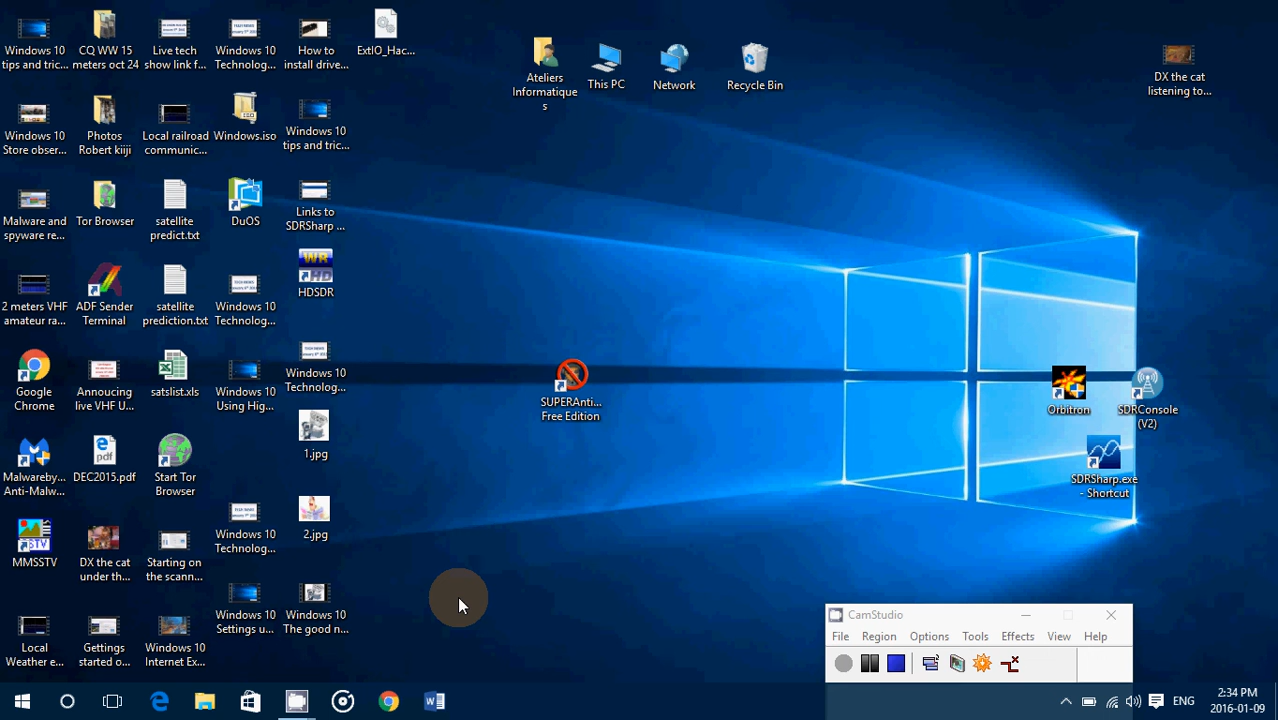 Windows 10
tips and tric...
CQ WW 15
meters oct 24
Live tech
show link f...
Windows 10
Technolog...
How to
install drive...
ExtIO_Hac...
Ateliers
Informatique
s
This PC
Network
Recycle Bin
DX the cat
listening to...
Windows 10
Store obser...
Photos
Robert kiiji
Local railroad
communic...
Windows.iso
Windows 10
tips and tric...
Malware and
spyware re...
Tor Browser
satellite
predict.txt
DuOS
Links to
SDRSharp ...
2 meters VHF
amateur ra...
ADF Sender
Terminal
satellite
prediction.txt
Windows 10
Technolog...
WR
HD
HDSDR
Google
Chrome
Annoucing
live VHF U...
satslist.xls
Windows 10
Using Hig...
Windows 10
Technolog...
SUPERAnti...
Free Edition
Orbitron
SDRConsole
(V2)
Malwareby...
Anti-Malw...
pdf
DEC2015.pdf
Start Tor
Browser
1.jpg
SDRSharp.exe
- Shortcut
MMSSTV
DX the cat
under th...
Starting on
the scann...
Windows 10
Technolog...
2.jpg
Local
Weather e...
Gettings
started o...
Windows 10
Internet Ex...
Windows 10
Settings u...
Windows 10
The good n...
CamStudio
File Region Options Tools Effects View Help
ENG
2:34 PM
2016-01-09